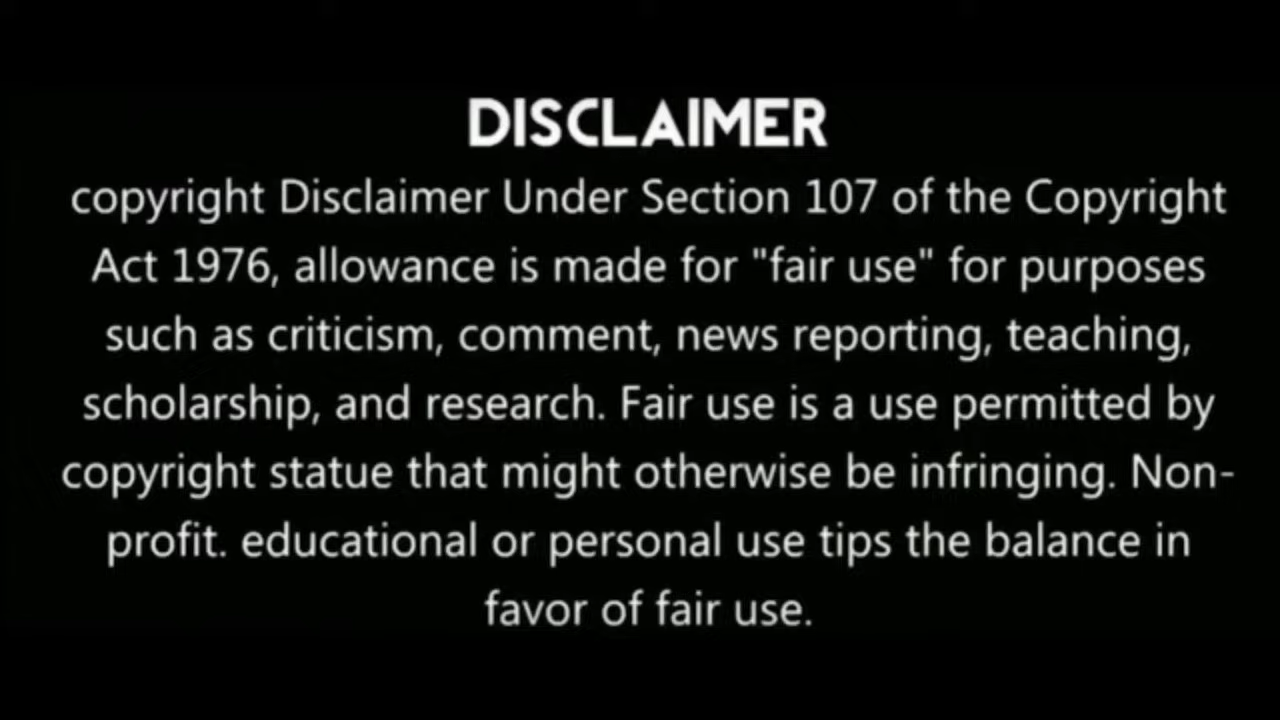 DISCLAIMER
copyright Disclaimer Under Section 107 of the Copyright
Act 1976, allowance is made for "fair use" for purposes
such as criticism, comment, news reporting, teaching,
scholarship, and research. Fair use is a use permitted by
copyright statue that might otherwise be infringing. Non-
profit. educational or personal use tips the balance in
favor of fair use.